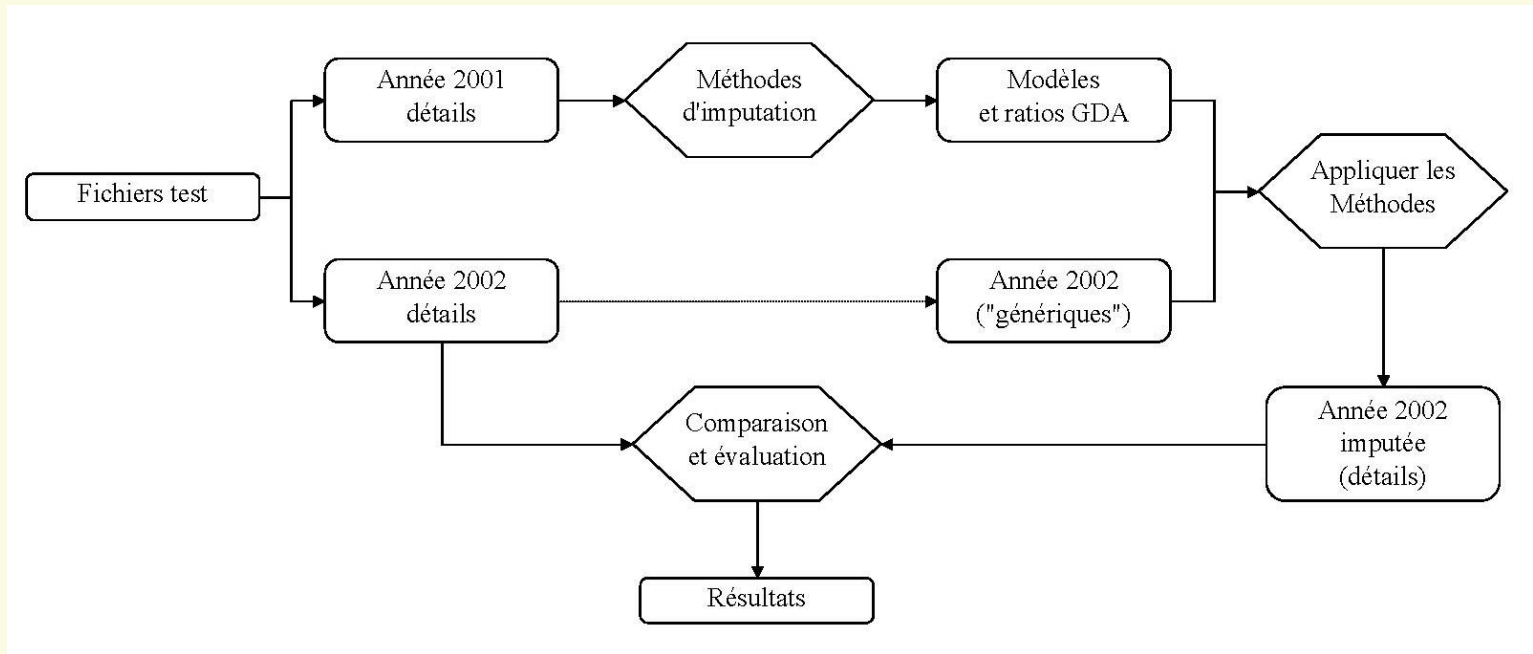 Année 2001
détails
Méthodes
d'imputation
Modèles
et ratios GDA
Fichiers test
Appliquer les
Méthodes
Année 2002
détails
Année 2002
("génériques")
Comparaison
et évaluation
Année 2002
imputée
(détails)
Résultats